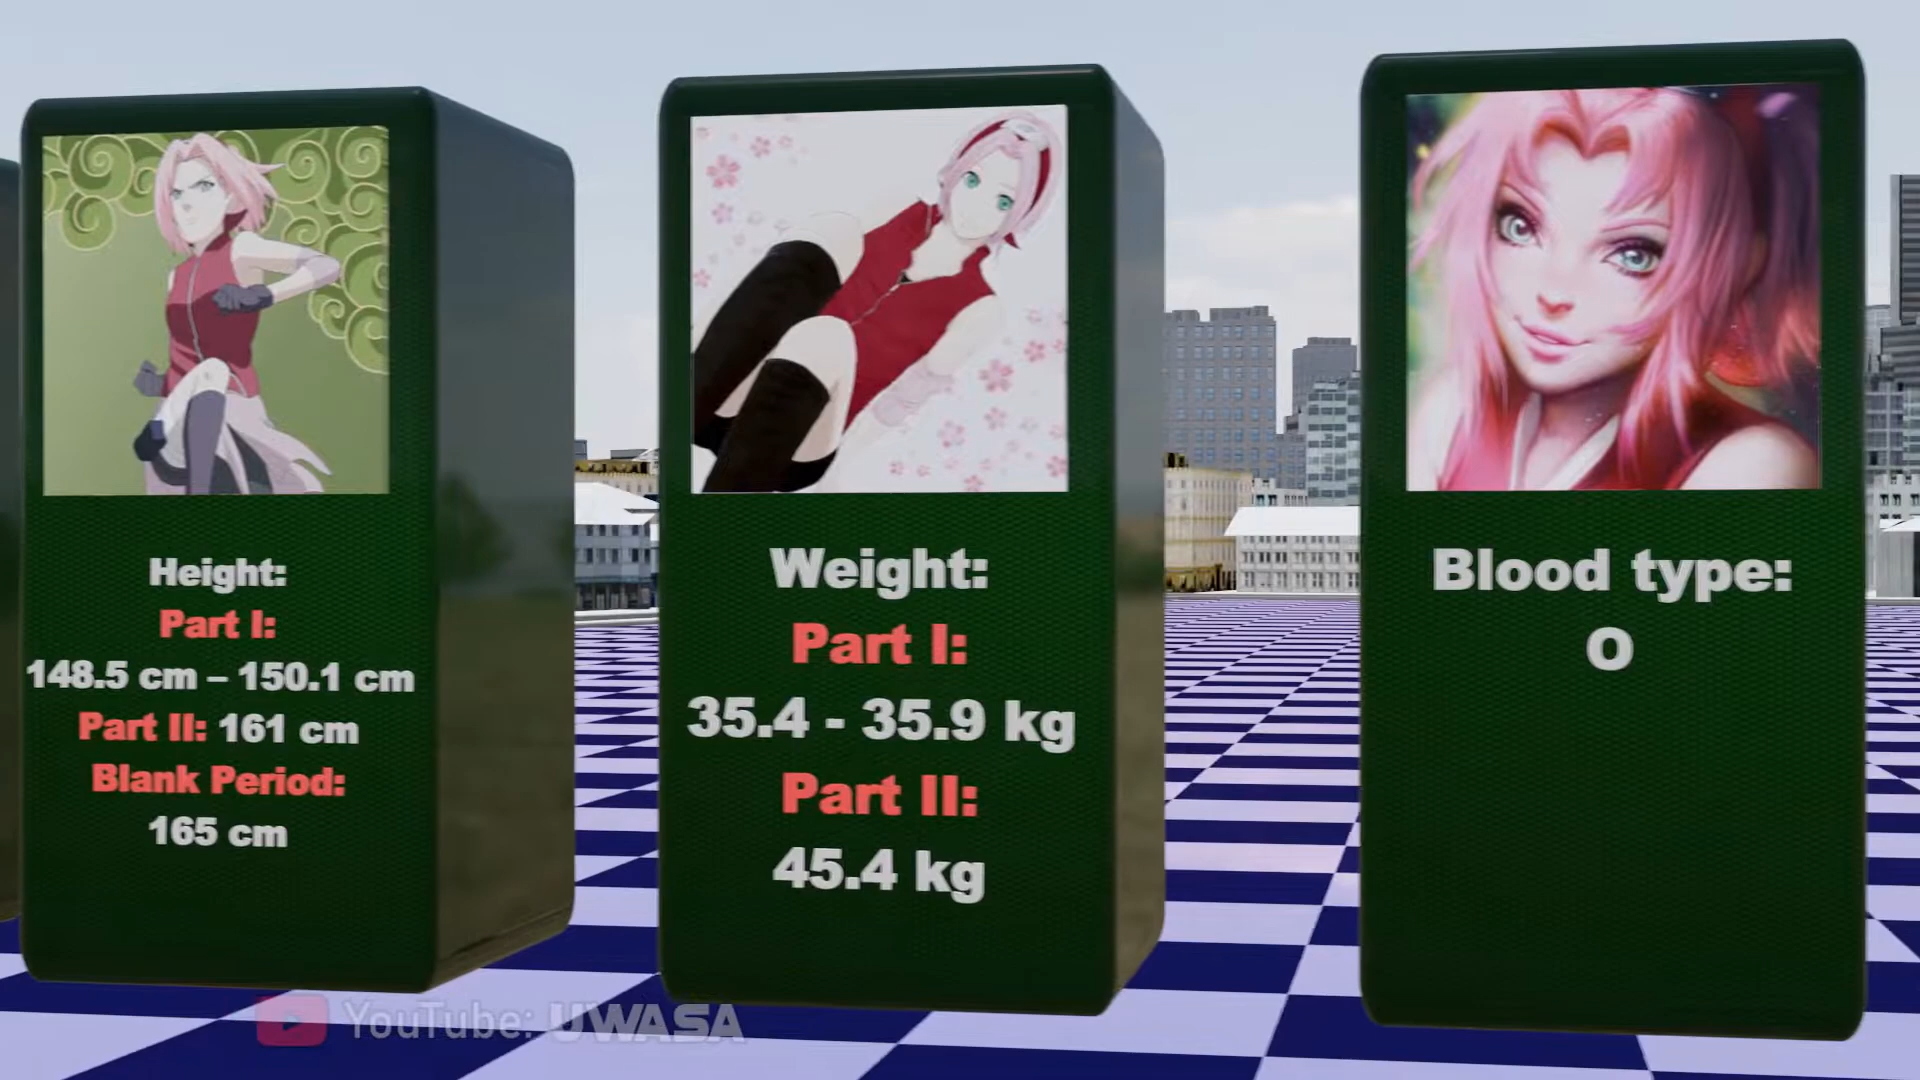 Height:
Part I:
148.5 cm – 150.1 cm
Part II: 161 cm
Blank Period:
165 cm
Weight:
Part I:
35.4 - 35.9 kg
Part II:
45.4 kg
Blood type:
O
YouTube: UWASA